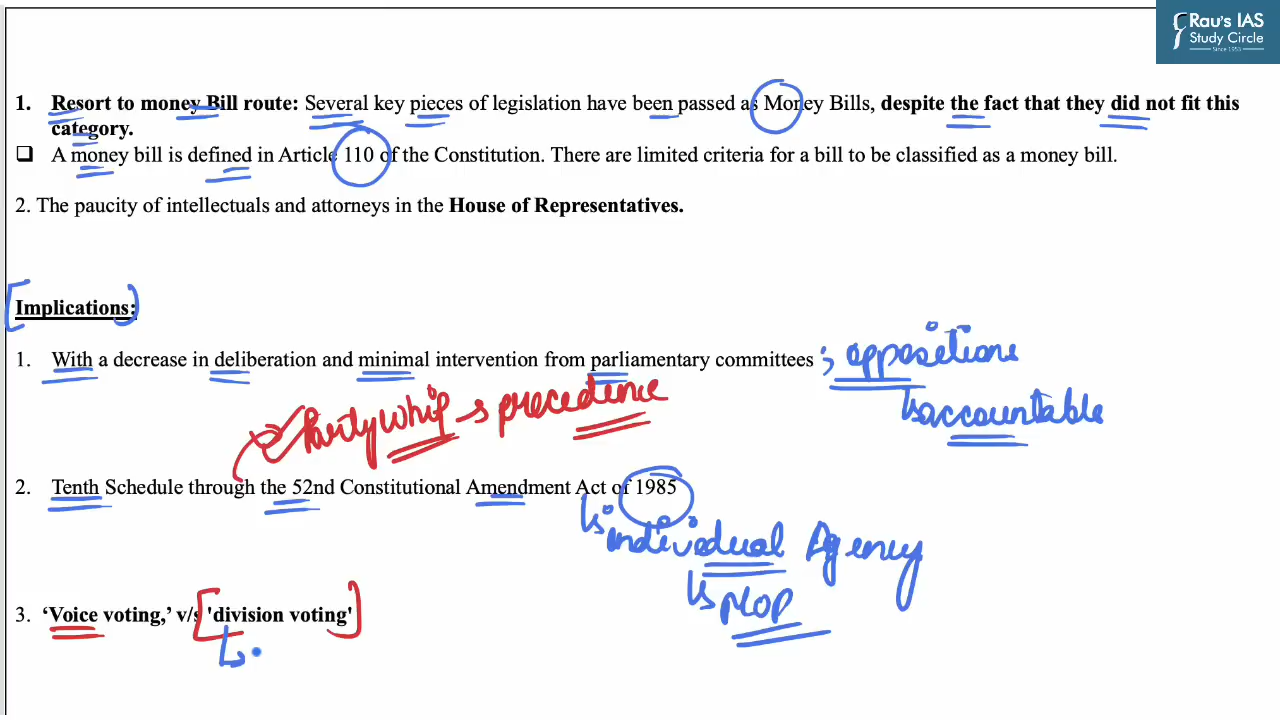 Rau's IAS
Study Circle
Since 1953
1. Resort to money Bill route: Several key pieces of legislation have been passed as Money Bills, despite the fact that they did not fit this
category.
❑ A money bill is defined in Article 110 of the Constitution. There are limited criteria for a bill to be classified as a money bill.
2. The paucity of intellectuals and attorneys in the House of Representatives.
Implications:
1. With a decrease in deliberation and minimal intervention from parliamentary committees ; oppositions
accountable
Party whip → precedence
2. Tenth Schedule through the 52nd Constitutional Amendment Act of 1985
individual Agency
3. ‘Voice voting,’ v/s 'division voting'